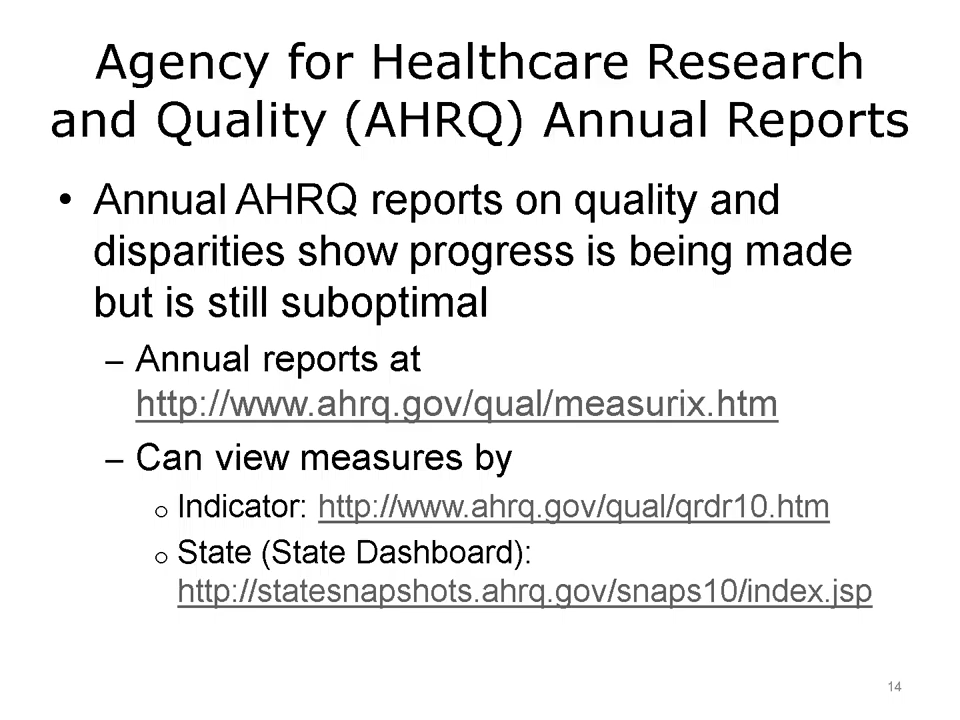 Agency for Healthcare Research
and Quality (AHRQ) Annual Reports
• Annual AHRQ reports on quality and
disparities show progress is being made
but is still suboptimal
– Annual reports at
http://www.ahrq.gov/qual/measurix.htm
– Can view measures by
o Indicator: http://www.ahrq.gov/qual/qrdr10.htm
o State (State Dashboard):
http://statesnapshots.ahrq.gov/snaps10/index.jsp
14